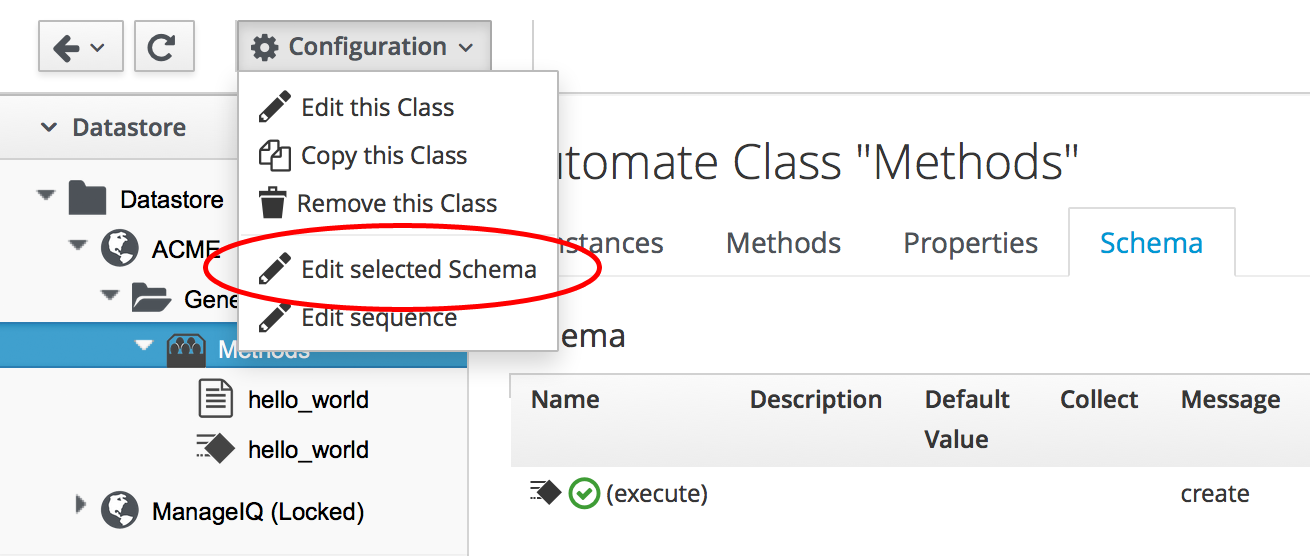 Configuration
Edit this Class
Copy this Class
Remove this Class
Edit selected Schema
Edit sequence
Datastore
Datastore
ACME
Gene
Methods
hello_world
hello_world
ManageIQ (Locked)
utomate Class "Methods"
nstances Methods Properties Schema
ema
Name Description Default Value Collect Message
(execute) create